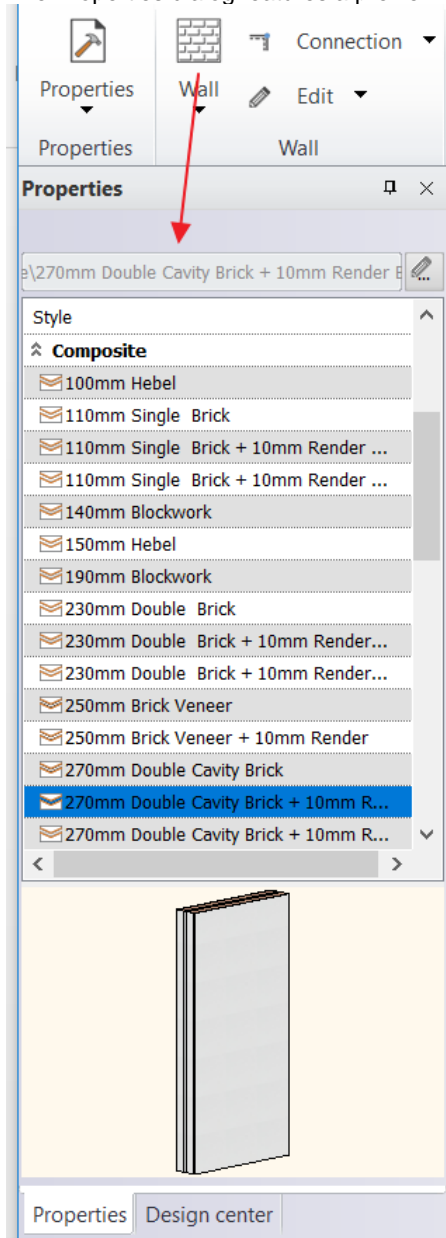 Connection
Properties
Wall
Edit
Properties
Wall
Properties
e\270mm Double Cavity Brick + 10mm Render E
Style
Composite
100mm Hebel
110mm Single  Brick
110mm Single  Brick + 10mm Render ...
110mm Single  Brick + 10mm Render ...
140mm Blockwork
150mm Hebel
190mm Blockwork
230mm Double  Brick
230mm Double  Brick + 10mm Render...
230mm Double  Brick + 10mm Render...
250mm Brick Veneer
250mm Brick Veneer + 10mm Render
270mm Double Cavity Brick
270mm Double Cavity Brick + 10mm R...
270mm Double Cavity Brick + 10mm R...
Properties Design center